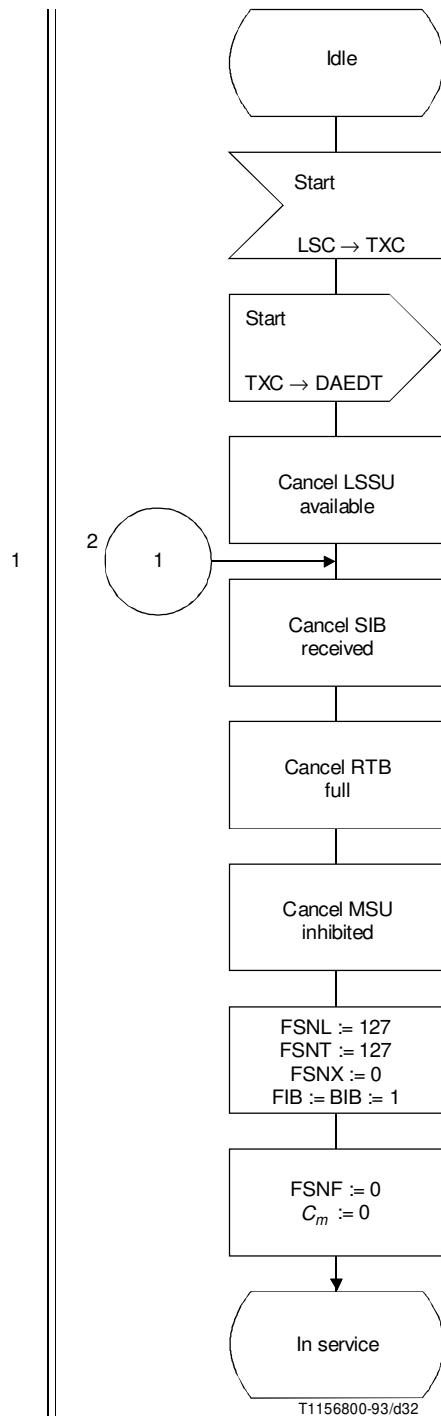 Idle
Start
LSC → TXC
Start
TXC → DAEDT
Cancel LSSU
available
1
2
1
Cancel SIB
received
Cancel RTB
full
Cancel MSU
inhibited
FSNL := 127
FSNT := 127
FSNX := 0
FIB := BIB := 1
FSNF := 0
Cm := 0
In service
T1156800-93/d32